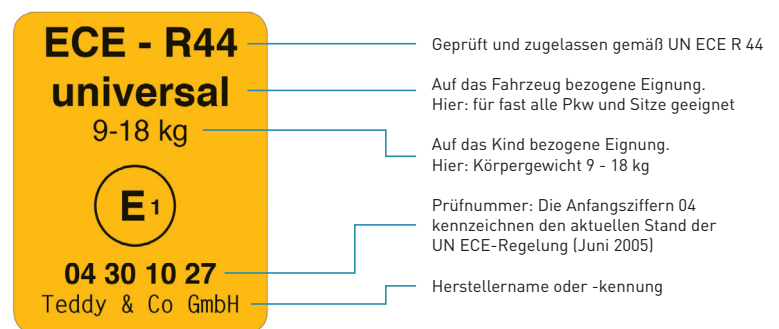 ECE - R44
universal
9-18 kg
E 1
04 30 10 27
Teddy & Co GmbH
Geprüft und zugelassen gemäß UN ECE R 44
Auf das Fahrzeug bezogene Eignung.
Hier: für fast alle Pkw und Sitze geeignet
Auf das Kind bezogene Eignung.
Hier: Körpergewicht 9 - 18 kg
Prüfnummer: Die Anfangsziffern 04
kennzeichnen den aktuellen Stand der
UN ECE-Regelung (Juni 2005)
Herstellername oder -kennung